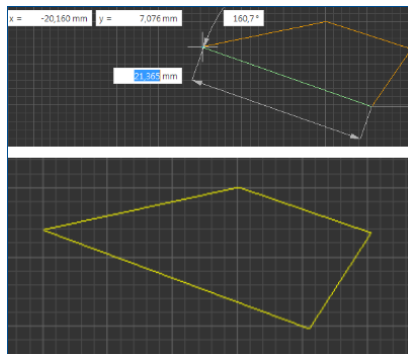 x = -20,160 mm y = 7,076 mm 160,7°
21,365 mm